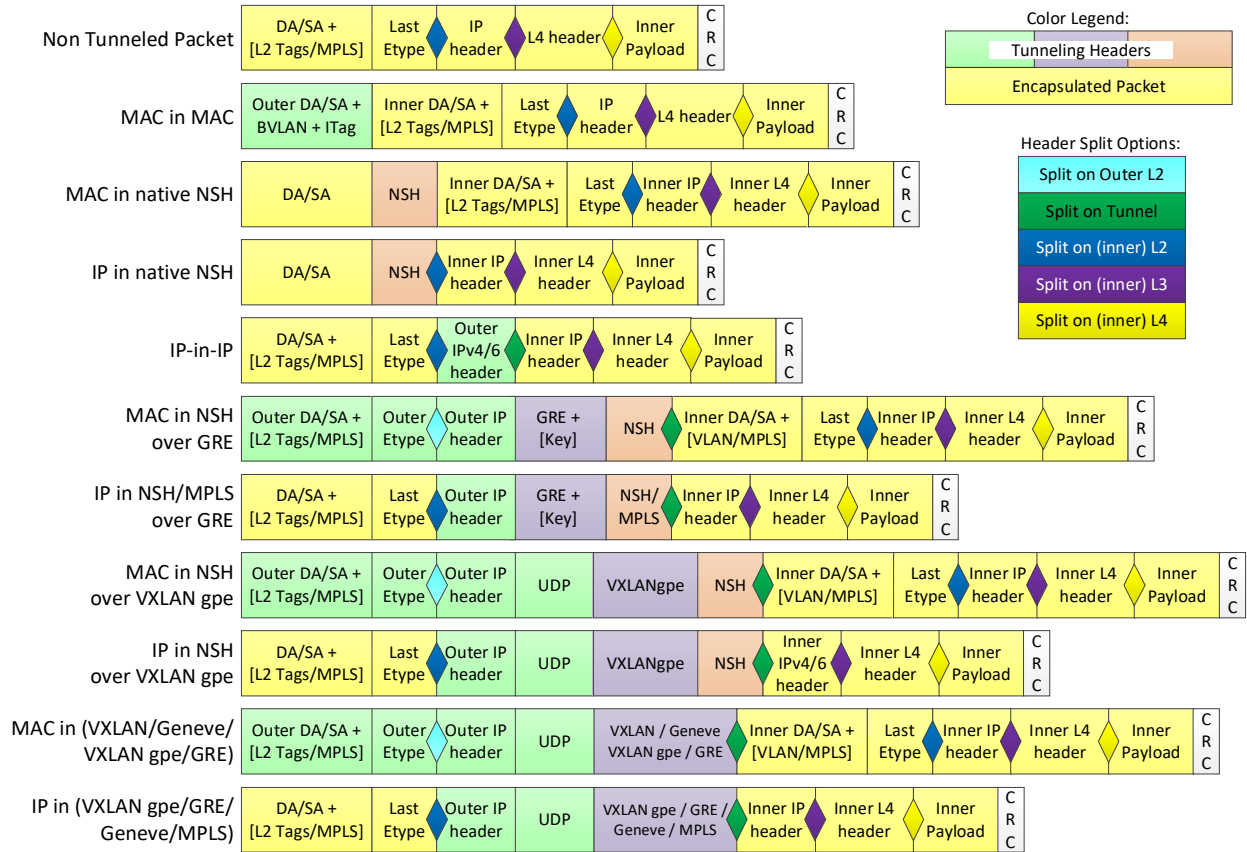 Non Tunneled Packet
DA/SA +
[L2 Tags/MPLS]
Last
Etype
IP
header
L4 header
Inner
Payload
C
R
C
Color Legend:
Tunneling Headers
Encapsulated Packet
MAC in MAC
Outer DA/SA +
BVLAN + ITag
Inner DA/SA +
[L2 Tags/MPLS]
Last
Etype
IP
header
L4 header
Inner
Payload
C
R
C
Header Split Options:
Split on Outer L2
Split on Tunnel
Split on (inner) L2
Split on (inner) L3
Split on (inner) L4
MAC in native NSH
DA/SA
NSH
Inner DA/SA +
[L2 Tags/MPLS]
Last
Etype
Inner IP
header
Inner L4
header
Inner
Payload
C
R
C
IP in native NSH
DA/SA
NSH
Inner IP
header
Inner L4
header
Inner
Payload
C
R
C
IP-in-IP
DA/SA +
[L2 Tags/MPLS]
Last
Etype
Outer
IPv4/6
header
Inner IP
header
Inner L4
header
Inner
Payload
C
R
C
MAC in NSH
over GRE
Outer DA/SA +
[L2 Tags/MPLS]
Outer
Etype
Outer IP
header
GRE +
[Key]
NSH
Inner DA/SA +
[VLAN/MPLS]
Last
Etype
Inner IP
header
Inner L4
header
Inner
Payload
C
R
C
IP in NSH/MPLS
over GRE
DA/SA +
[L2 Tags/MPLS]
Last
Etype
Outer IP
header
GRE +
[Key]
NSH/
MPLS
Inner IP
header
Inner L4
header
Inner
Payload
C
R
C
MAC in NSH
over VXLAN gpe
Outer DA/SA +
[L2 Tags/MPLS]
Outer
Etype
Outer IP
header
UDP
VXLANgpe
NSH
Inner DA/SA +
[VLAN/MPLS]
Last
Etype
Inner IP
header
Inner L4
header
Inner
Payload
C
R
C
IP in NSH
over VXLAN gpe
DA/SA +
[L2 Tags/MPLS]
Last
Etype
Outer IP
header
UDP
VXLANgpe
NSH
Inner
IPv4/6
header
Inner L4
header
Inner
Payload
C
R
C
MAC in (VXLAN/Geneve/
VXLAN gpe/GRE)
Outer DA/SA +
[L2 Tags/MPLS]
Outer
Etype
Outer IP
header
UDP
VXLAN / Geneve
VXLAN gpe / GRE
Inner DA/SA +
[VLAN/MPLS]
Last
Etype
Inner IP
header
Inner L4
header
Inner
Payload
C
R
C
IP in (VXLAN gpe/GRE/
Geneve/MPLS)
DA/SA +
[L2 Tags/MPLS]
Last
Etype
Outer IP
header
UDP
VXLAN gpe / GRE /
Geneve / MPLS
Inner IP
header
Inner L4
header
Inner
Payload
C
R
C